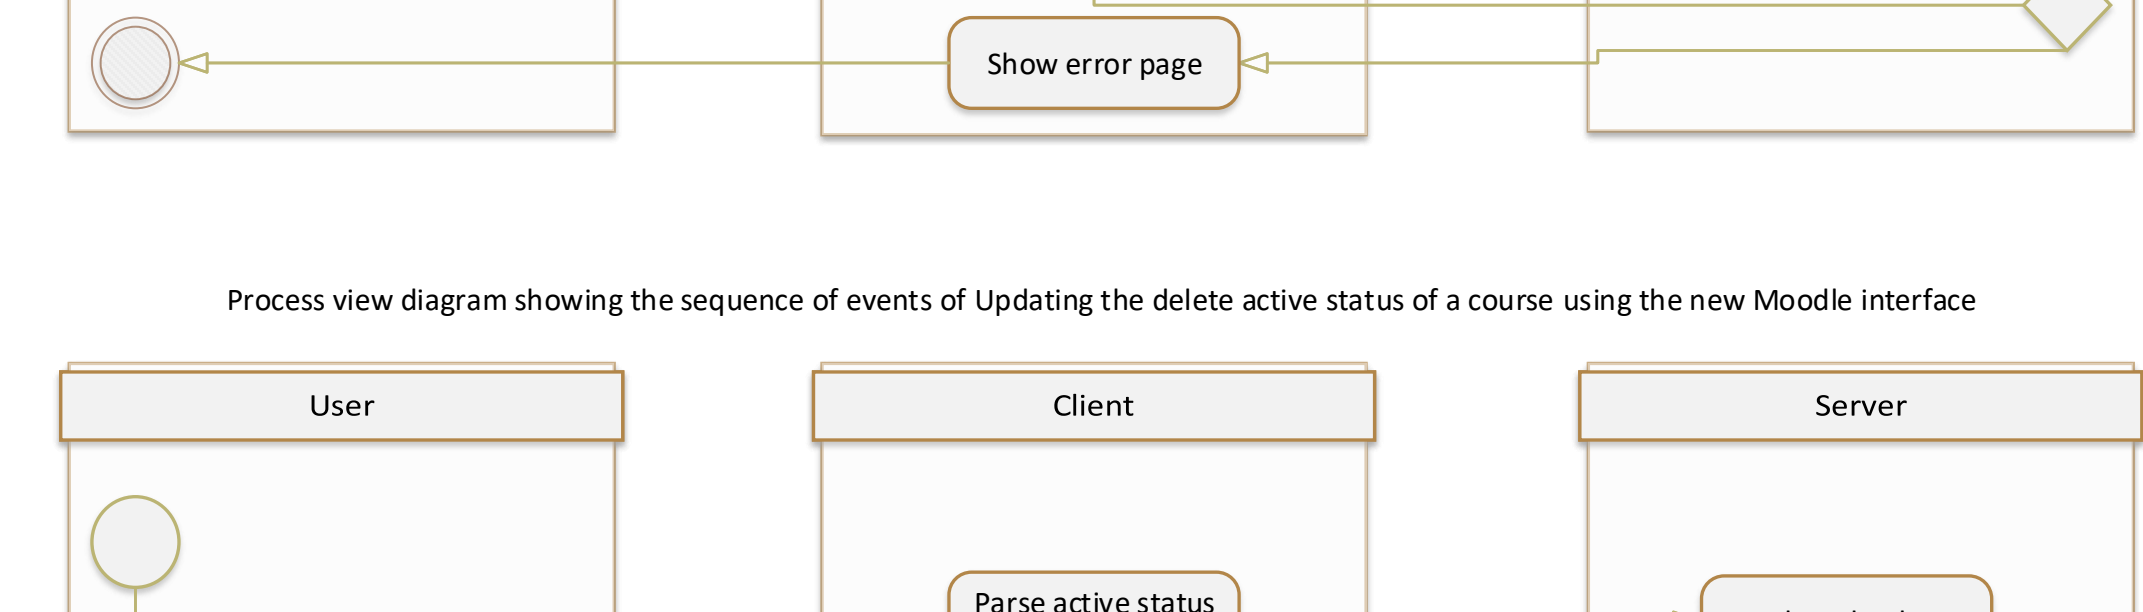 Show error page
Process view diagram showing the sequence of events of Updating the delete active status of a course using the new Moodle interface
User
Client
Server
Parse active status